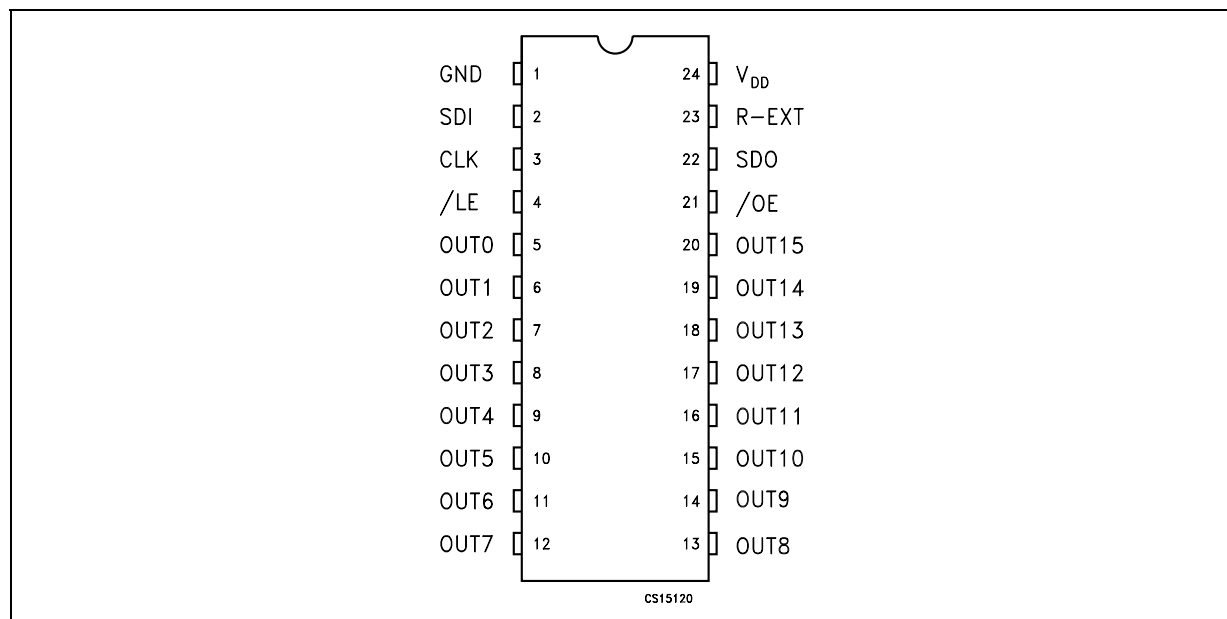 GND 1 24 VDD
SDI 2 23 R-EXT
CLK 3 22 SDO
/LE 4 21 /OE
OUT0 5 20 OUT15
OUT1 6 19 OUT14
OUT2 7 18 OUT13
OUT3 8 17 OUT12
OUT4 9 16 OUT11
OUT5 10 15 OUT10
OUT6 11 14 OUT9
OUT7 12 13 OUT8
CS15120